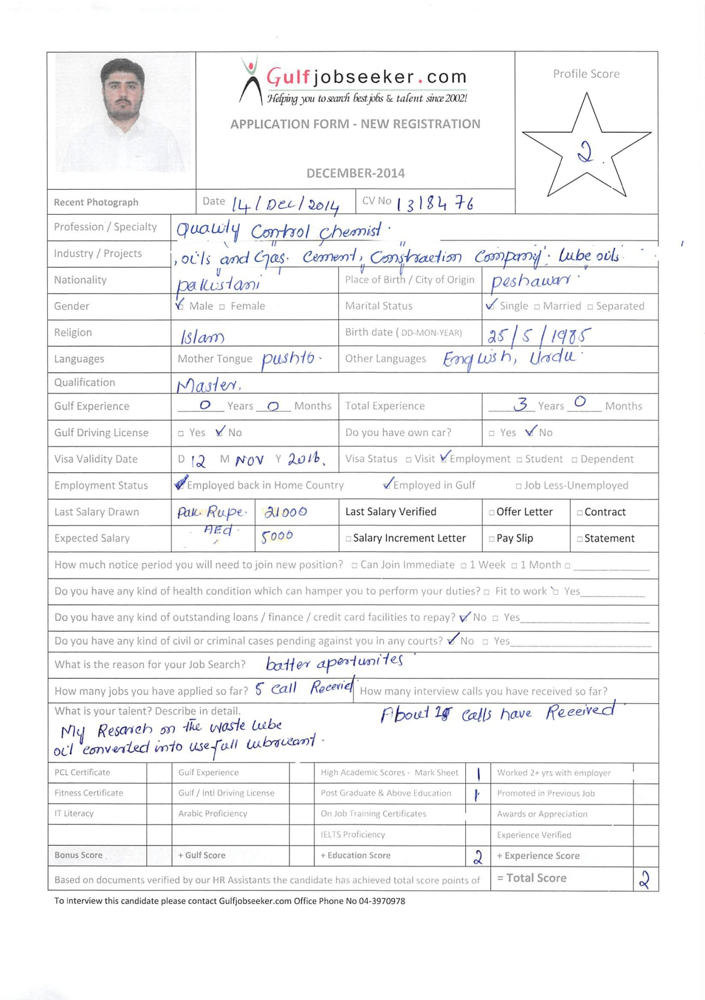 Gulfjobseeker.com
Helping you to search best jobs & talent since 2002!
APPLICATION FORM - NEW REGISTRATION
DECEMBER-2014
Profile Score
2
Recent Photograph
Date 14/Dec/2014
CV No 1318476
Profession / Specialty Quality Control chemist
Industry / Projects , oils and Gas. Cement, Constraction Company. lube oils
Nationality pakistani Place of Birth / City of Origin peshawar
Gender ✓ Male □ Female Marital Status ✓ Single □ Married □ Separated
Religion Islam Birth date ( DD-MON-YEAR) 25/5/1985
Languages Mother Tongue pushto. Other Languages English, Urdu
Qualification Master.
Gulf Experience 0 Years 0 Months Total Experience 3 Years 0 Months
Gulf Driving License □ Yes ✓ No Do you have own car? □ Yes ✓ No
Visa Validity Date D 12 M NOV Y 2016. Visa Status □ Visit ✓ Employment □ Student □ Dependent
Employment Status ✓ Employed back in Home Country ✓ Employed in Gulf □ Job Less-Unemployed
Last Salary Drawn Pak. Rupe. 21000 Last Salary Verified □ Offer Letter □ Contract
Expected Salary AEd. 5000 □ Salary Increment Letter □ Pay Slip □ Statement
How much notice period you will need to join new position? □ Can Join Immediate □ 1 Week □ 1 Month □
Do you have any kind of health condition which can hamper you to perform your duties? □ Fit to work □ Yes
Do you have any kind of outstanding loans / finance / credit card facilities to repay? ✓ No □ Yes
Do you have any kind of civil or criminal cases pending against you in any courts? ✓ No □ Yes
What is the reason for your Job Search? batter apertunites
How many jobs you have applied so far? 5 Call Recevied How many interview calls you have received so far?
What is your talent? Describe in detail. About calls have Received
My Resarch on the waste lube
oil converted into usefull lubricant.
PCL Certificate Gulf Experience High Academic Scores - Mark Sheet 1 Worked 2+ yrs with employer
Fitness Certificate Gulf / Intl Driving License Post Graduate & Above Education 1 Promoted in Previous Job
IT Literacy Arabic Proficiency On Job Training Certificates Awards or Appreciation
IELTS Proficiency Experience Verified
Bonus Score + Gulf Score + Education Score 2 + Experience Score
Based on documents verified by our HR Assistants the candidate has achieved total score points of = Total Score 2
To Interview this candidate please contact Gulfjobseeker.com Office Phone No 04-3970978